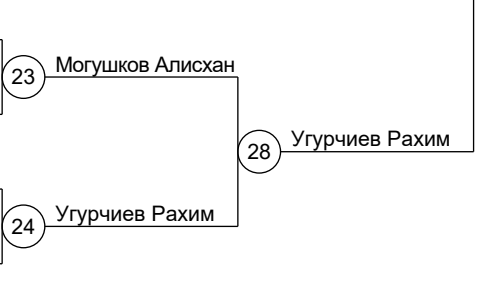 23
Могушков Алисхан
28
Угурчиев Рахим
24
Угурчиев Рахим